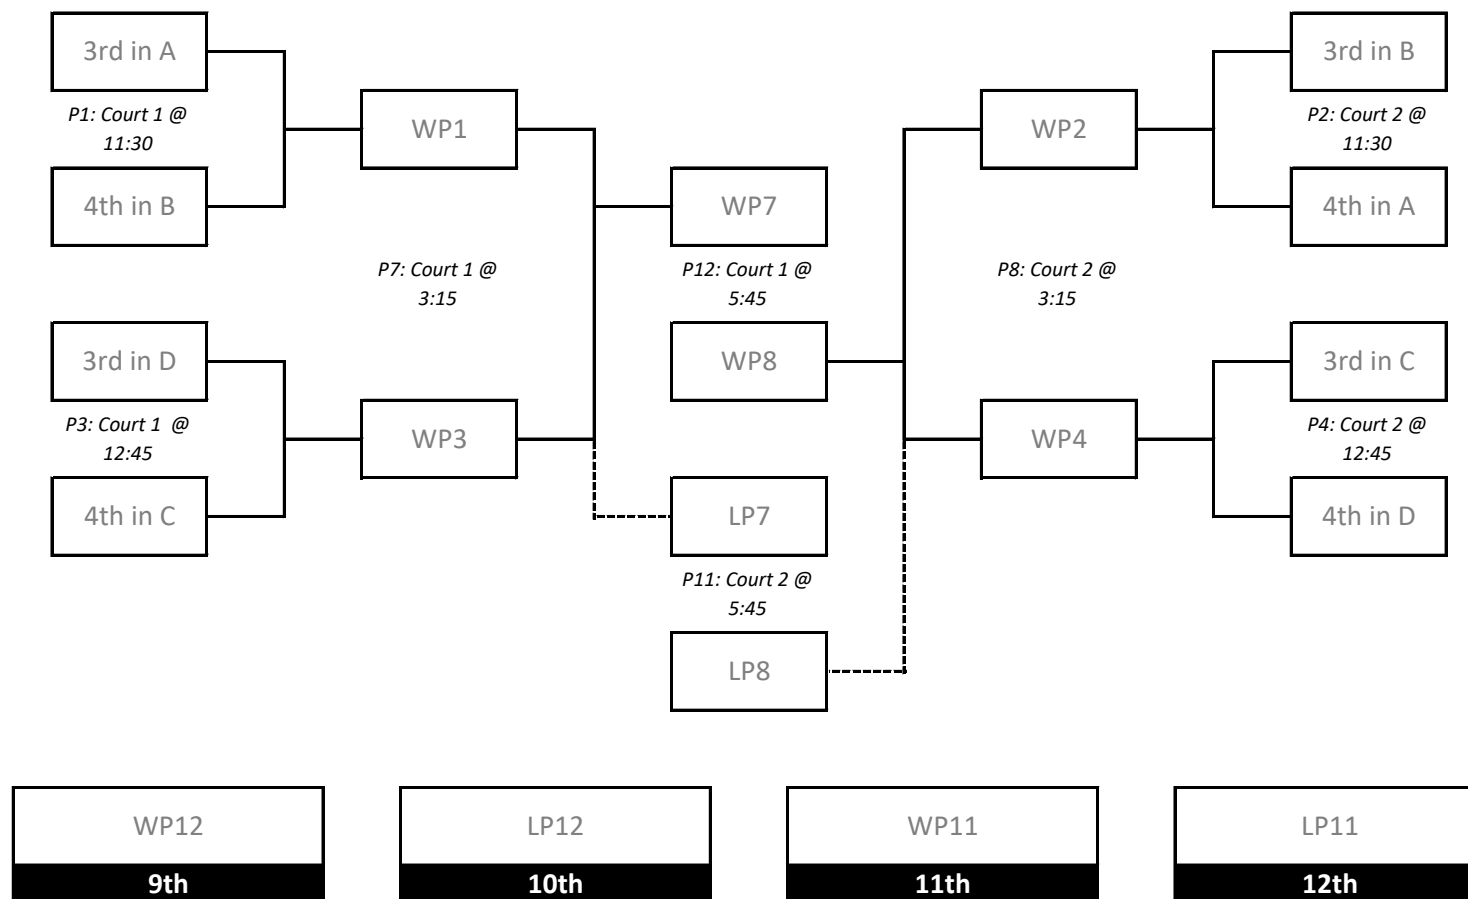 3rd in A
3rd in B
P1: Court 1 @
11:30
WP1
WP2
P2: Court 2 @
11:30
4th in B
WP7
4th in A
P7: Court 1 @
3:15
P12: Court 1 @
5:45
P8: Court 2 @
3:15
3rd in D
WP8
3rd in C
P3: Court 1  @
12:45
WP3
WP4
P4: Court 2 @
12:45
4th in C
LP7
4th in D
P11: Court 2 @
5:45
LP8
WP12
LP12
WP11
LP11
9th
10th
11th
12th